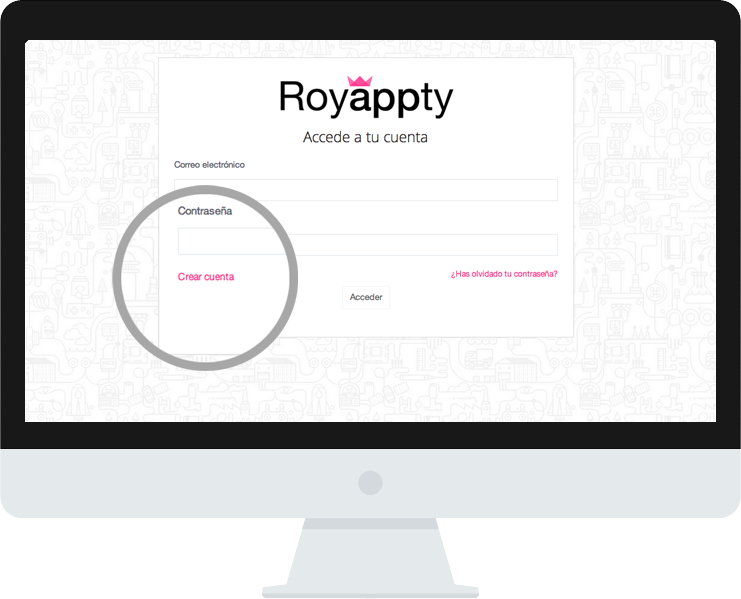 Royappty
Accede a tu cuenta
Correo electrónico
Contraseña
Crear cuenta
¿Has olvidado tu contraseña?
Acceder